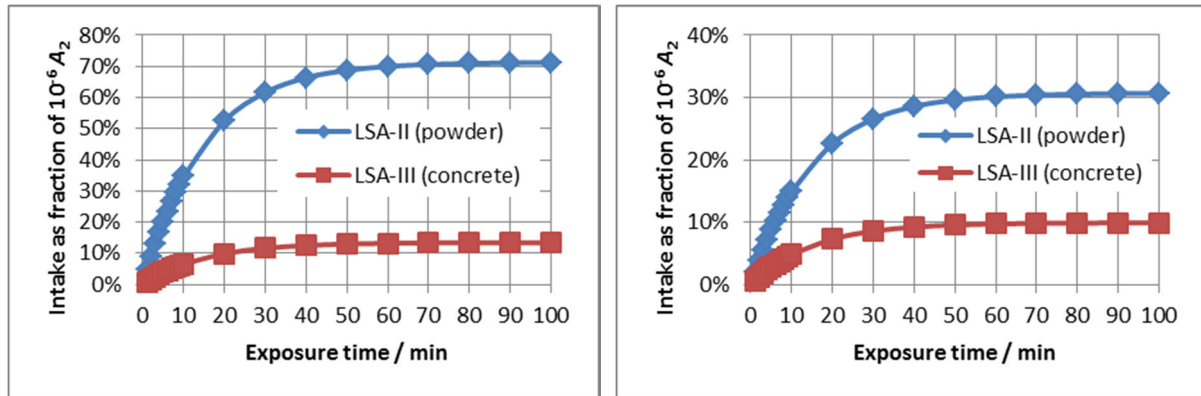 Intake as fraction of 10⁻⁶ A₂
80%
70%
60%
50%
40%
30%
20%
10%
0%
LSA-II (powder)
LSA-III (concrete)
0 10 20 30 40 50 60 70 80 90 100
Exposure time / min
Intake as fraction of 10⁻⁶ A₂
40%
30%
20%
10%
0%
LSA-II (powder)
LSA-III (concrete)
0 10 20 30 40 50 60 70 80 90 100
Exposure time / min